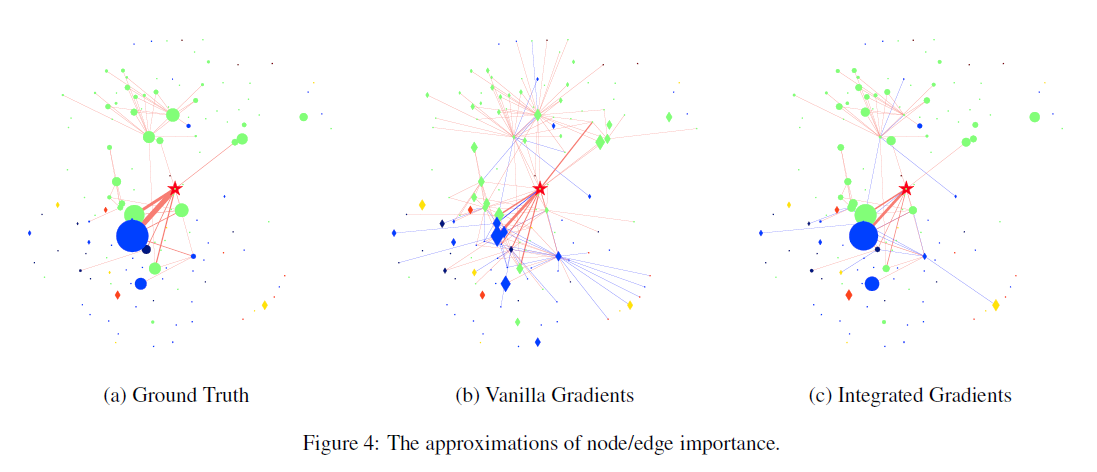 (a) Ground Truth
(b) Vanilla Gradients
(c) Integrated Gradients
Figure 4: The approximations of node/edge importance.